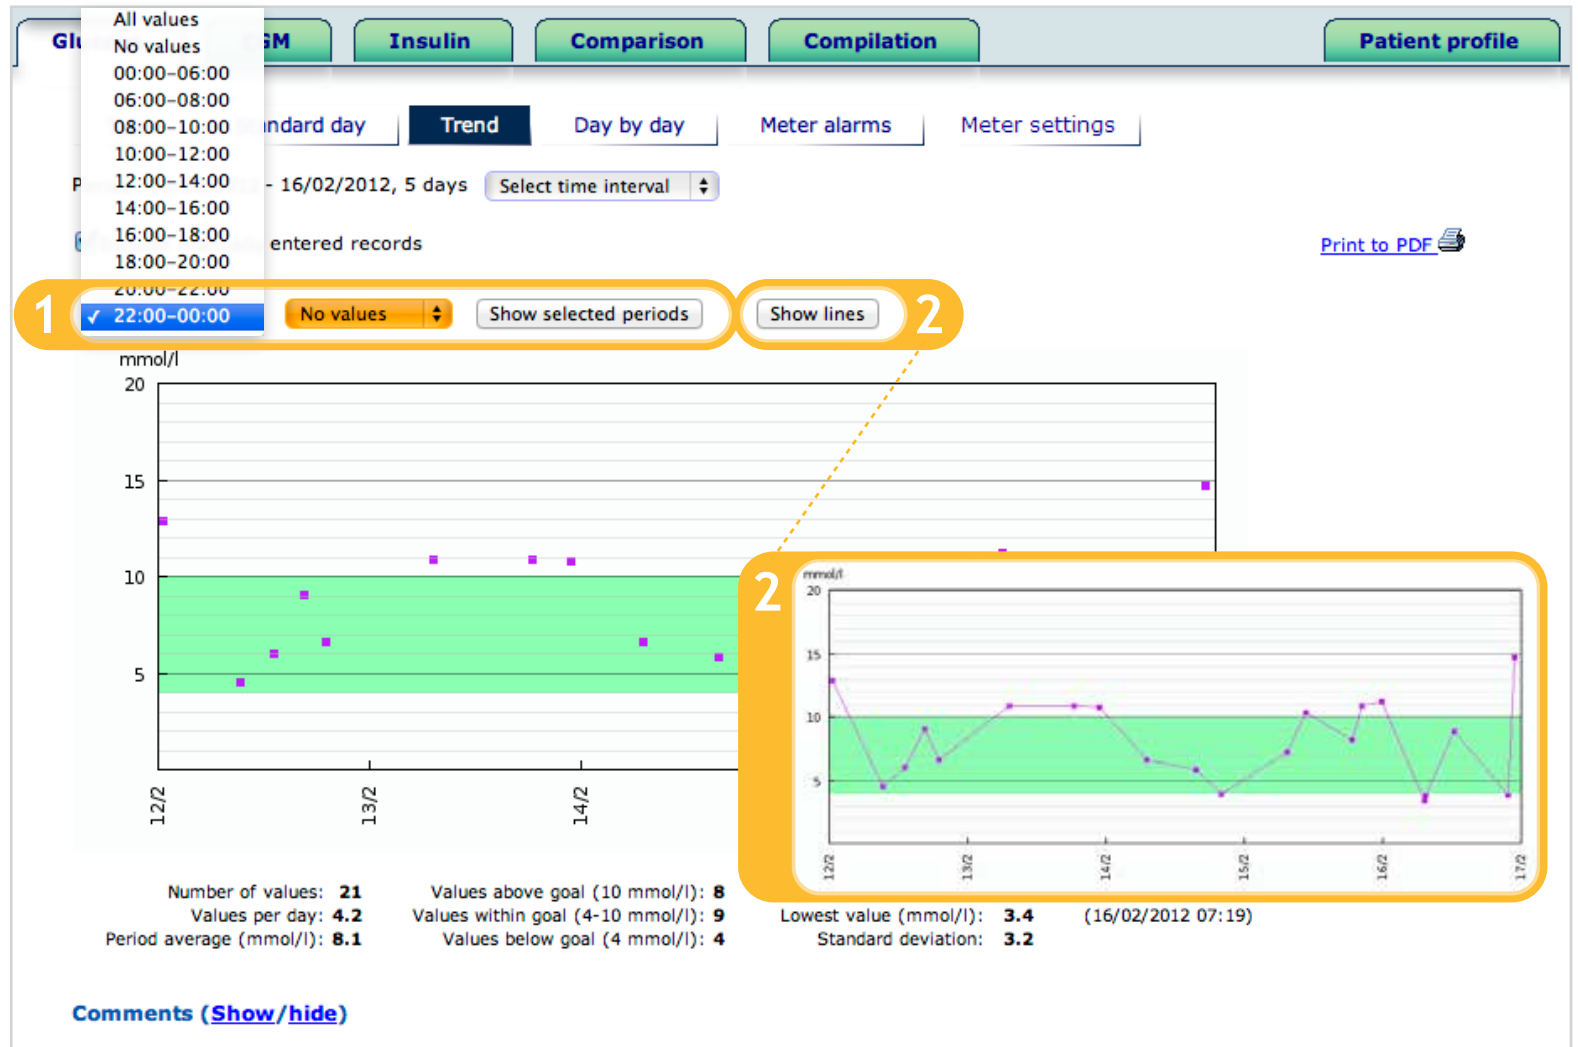 All values
No values
00:00–06:00
06:00–08:00
08:00–10:00
10:00–12:00
12:00–14:00
14:00–16:00
16:00–18:00
18:00–20:00
20:00–22:00
✓ 22:00–00:00
Insulin
Comparison
Compilation
Patient profile
day
Trend
Day by day
Meter alarms
Meter settings
- 16/02/2012, 5 days
Select time interval
entered records
Print to PDF
1
No values
Show selected periods
Show lines
2
mmol/l
20
15
10
5
12/2
13/2
14/2
2
mmol/l
20
15
10
5
12/2
13/2
14/2
15/2
16/2
17/2
Number of values: 21
Values above goal (10 mmol/l): 8
Values per day: 4.2
Values within goal (4-10 mmol/l): 9
Lowest value (mmol/l): 3.4 (16/02/2012 07:19)
Period average (mmol/l): 8.1
Values below goal (4 mmol/l): 4
Standard deviation: 3.2
Comments (Show/hide)